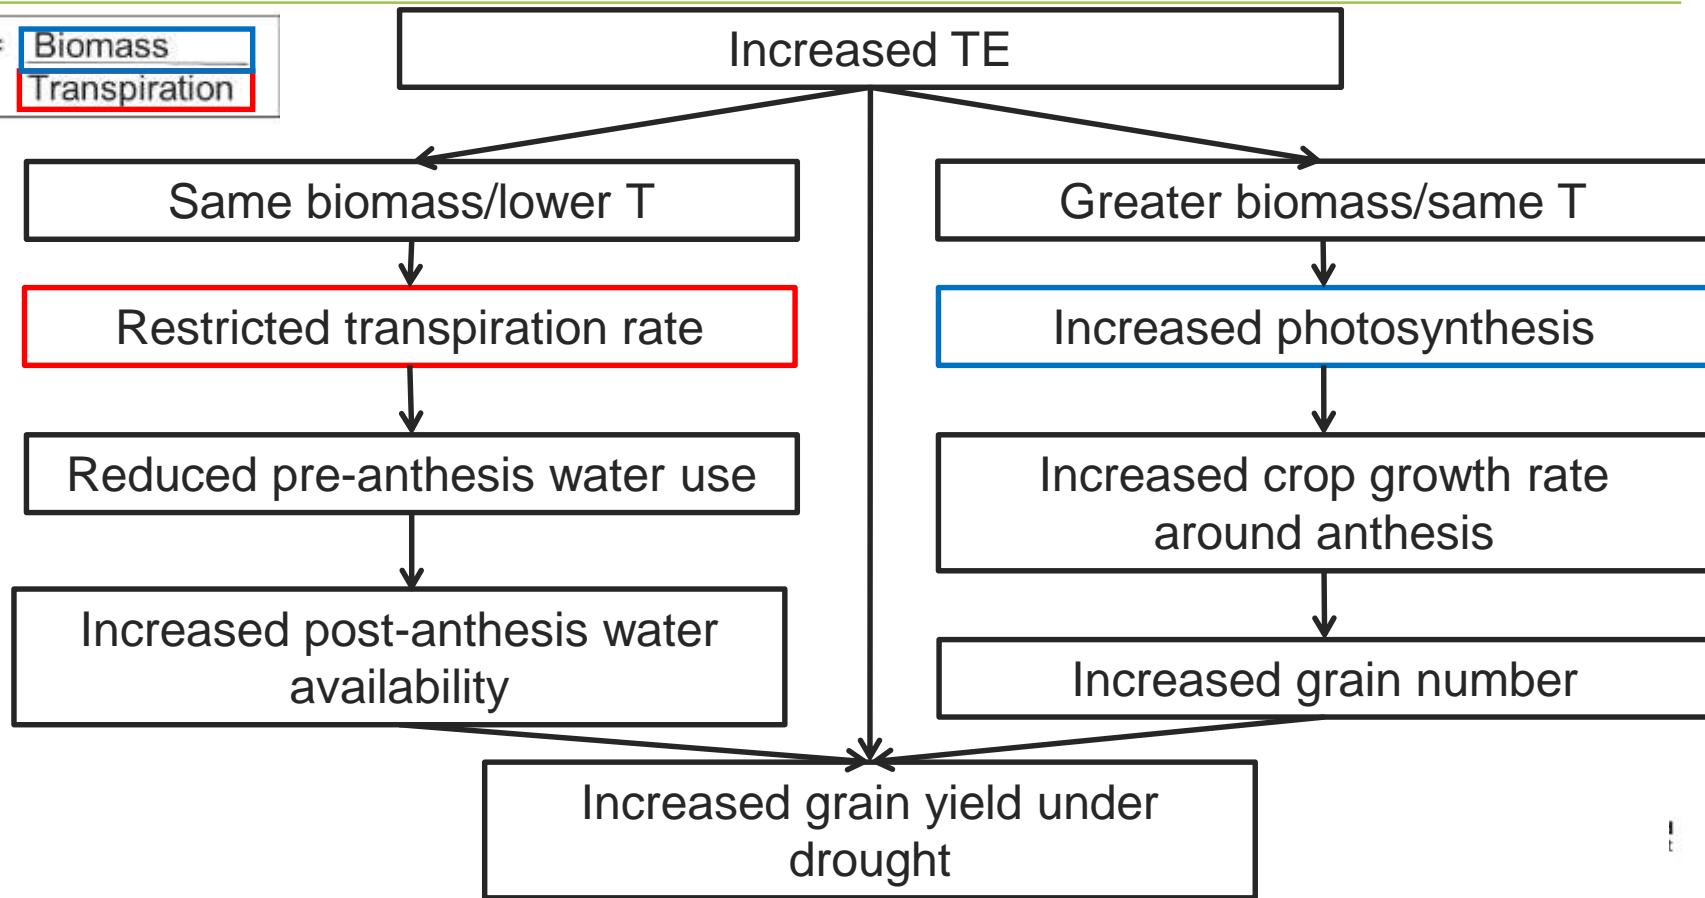 = Biomass
Transpiration
Increased TE
Same biomass/lower T
Greater biomass/same T
Restricted transpiration rate
Increased photosynthesis
Reduced pre-anthesis water use
Increased crop growth rate
around anthesis
Increased post-anthesis water
availability
Increased grain number
Increased grain yield under
drought